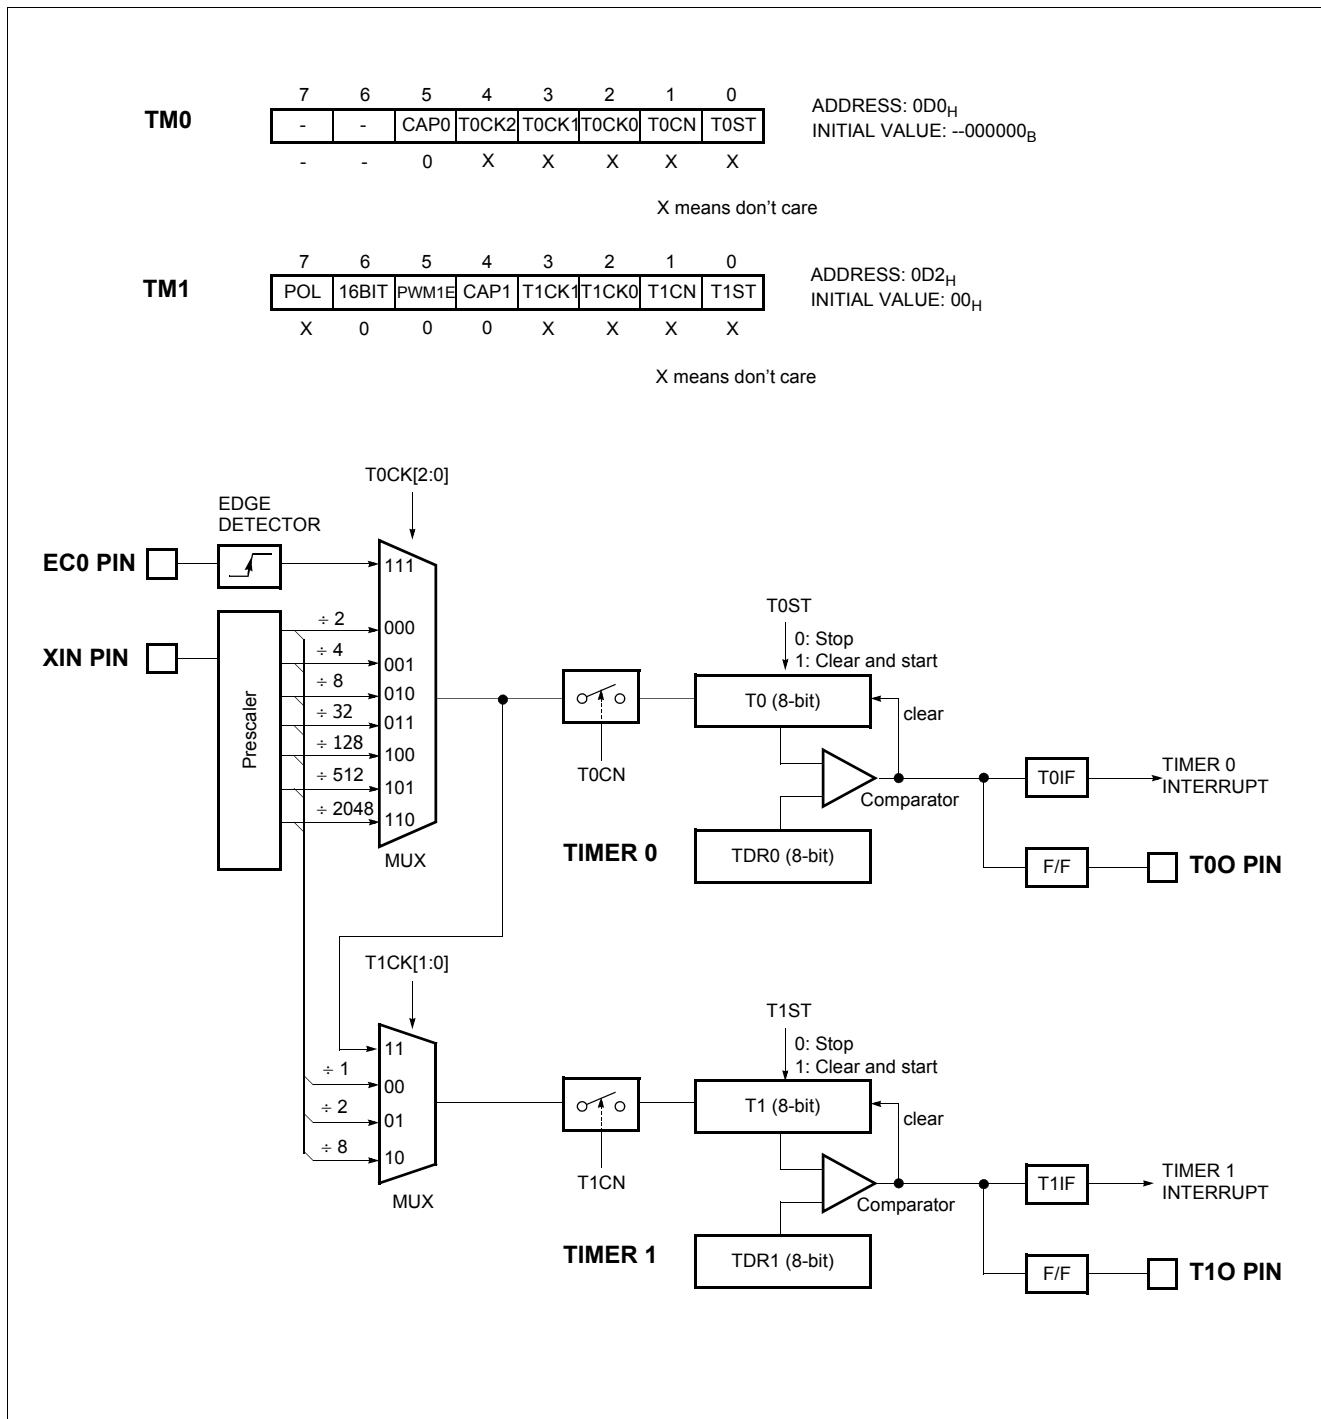 7 6 5 4 3 2 1 0
TM0
- - CAP0 T0CK2 T0CK1 T0CK0 T0CN T0ST
- - 0 X X X X X
ADDRESS: 0D0H
INITIAL VALUE: --000000B
X means don't care
7 6 5 4 3 2 1 0
TM1
POL 16BIT PWM1E CAP1 T1CK1 T1CK0 T1CN T1ST
X 0 0 0 X X X X
ADDRESS: 0D2H
INITIAL VALUE: 00H
X means don't care
T0CK[2:0]
EDGE
DETECTOR
EC0 PIN
111
XIN PIN
Prescaler
÷ 2
000
÷ 4
001
÷ 8
010
÷ 32
011
÷ 128
100
÷ 512
101
÷ 2048
110
MUX
T0CN
T0ST
0: Stop
1: Clear and start
T0 (8-bit)
clear
Comparator
TIMER 0
TDR0 (8-bit)
T0IF
TIMER 0
INTERRUPT
F/F
T0O PIN
T1CK[1:0]
11
÷ 1
00
÷ 2
01
÷ 8
10
MUX
T1CN
T1ST
0: Stop
1: Clear and start
T1 (8-bit)
clear
Comparator
TIMER 1
TDR1 (8-bit)
T1IF
TIMER 1
INTERRUPT
F/F
T1O PIN